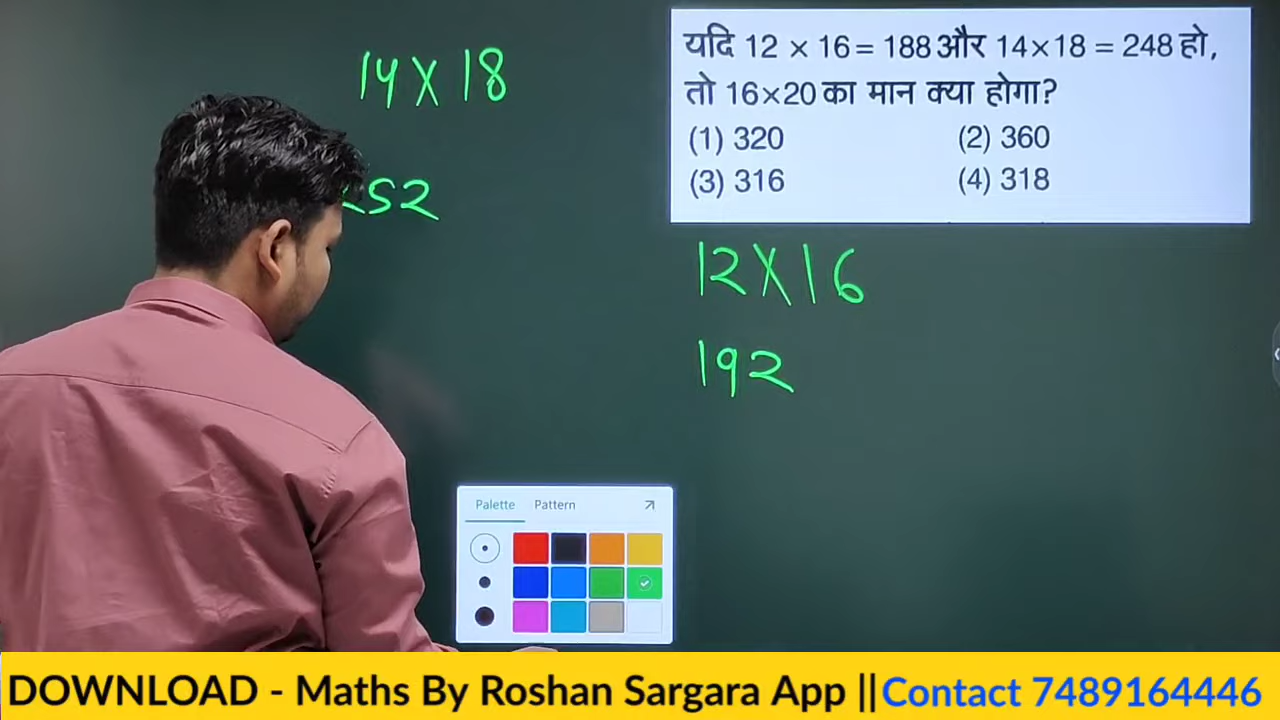 14 X 18
252
यदि 12 × 16 = 188 और 14×18 = 248 हो,
तो 16×20 का मान क्या होगा?
(1) 320 (2) 360
(3) 316 (4) 318
12 X 16
192
Palette Pattern
DOWNLOAD - Maths By Roshan Sargara App || Contact 7489164446